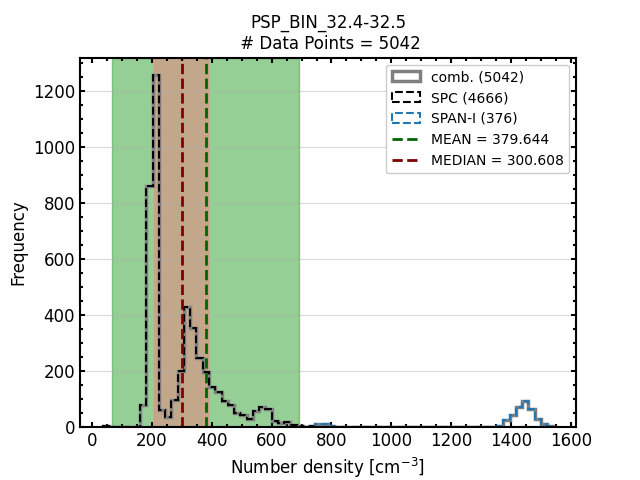 PSP_BIN_32.4-32.5
# Data Points = 5042
comb. (5042)
SPC (4666)
SPAN-I (376)
MEAN = 379.644
MEDIAN = 300.608
Frequency
1200
1000
800
600
400
200
0
0 200 400 600 800 1000 1200 1400 1600
Number density [cm⁻³]